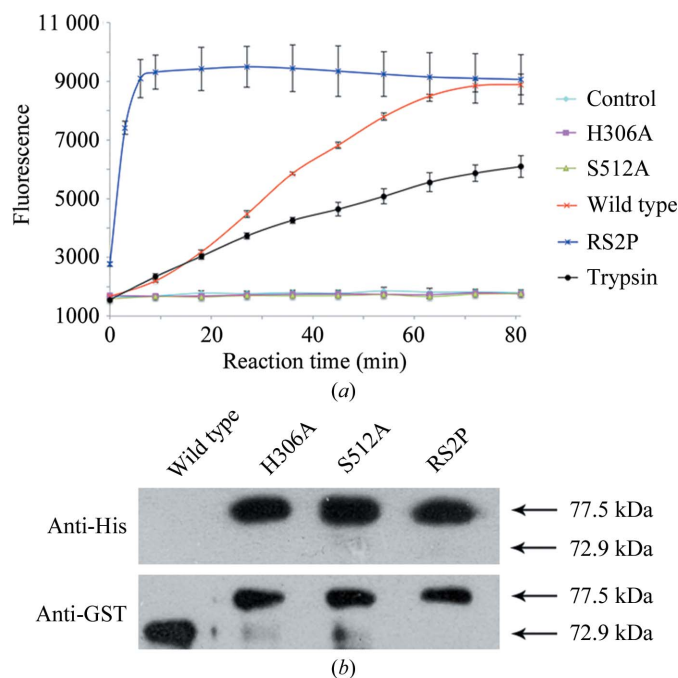 11 000
9000
7000
5000
3000
1000
Fluorescence
0
20
40
60
80
Reaction time (min)
Control
H306A
S512A
Wild type
RS2P
Trypsin
(a)
Wild type
H306A
S512A
RS2P
Anti-His
77.5 kDa
72.9 kDa
Anti-GST
77.5 kDa
72.9 kDa
(b)